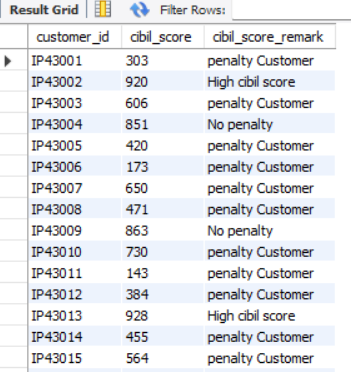 Result Grid Filter Rows:
customer_id cibil_score cibil_score_remark
IP43001 303 penalty Customer
IP43002 920 High cibil score
IP43003 606 penalty Customer
IP43004 851 No penalty
IP43005 420 penalty Customer
IP43006 173 penalty Customer
IP43007 650 penalty Customer
IP43008 471 penalty Customer
IP43009 863 No penalty
IP43010 730 penalty Customer
IP43011 143 penalty Customer
IP43012 384 penalty Customer
IP43013 928 High cibil score
IP43014 455 penalty Customer
IP43015 564 penalty Customer